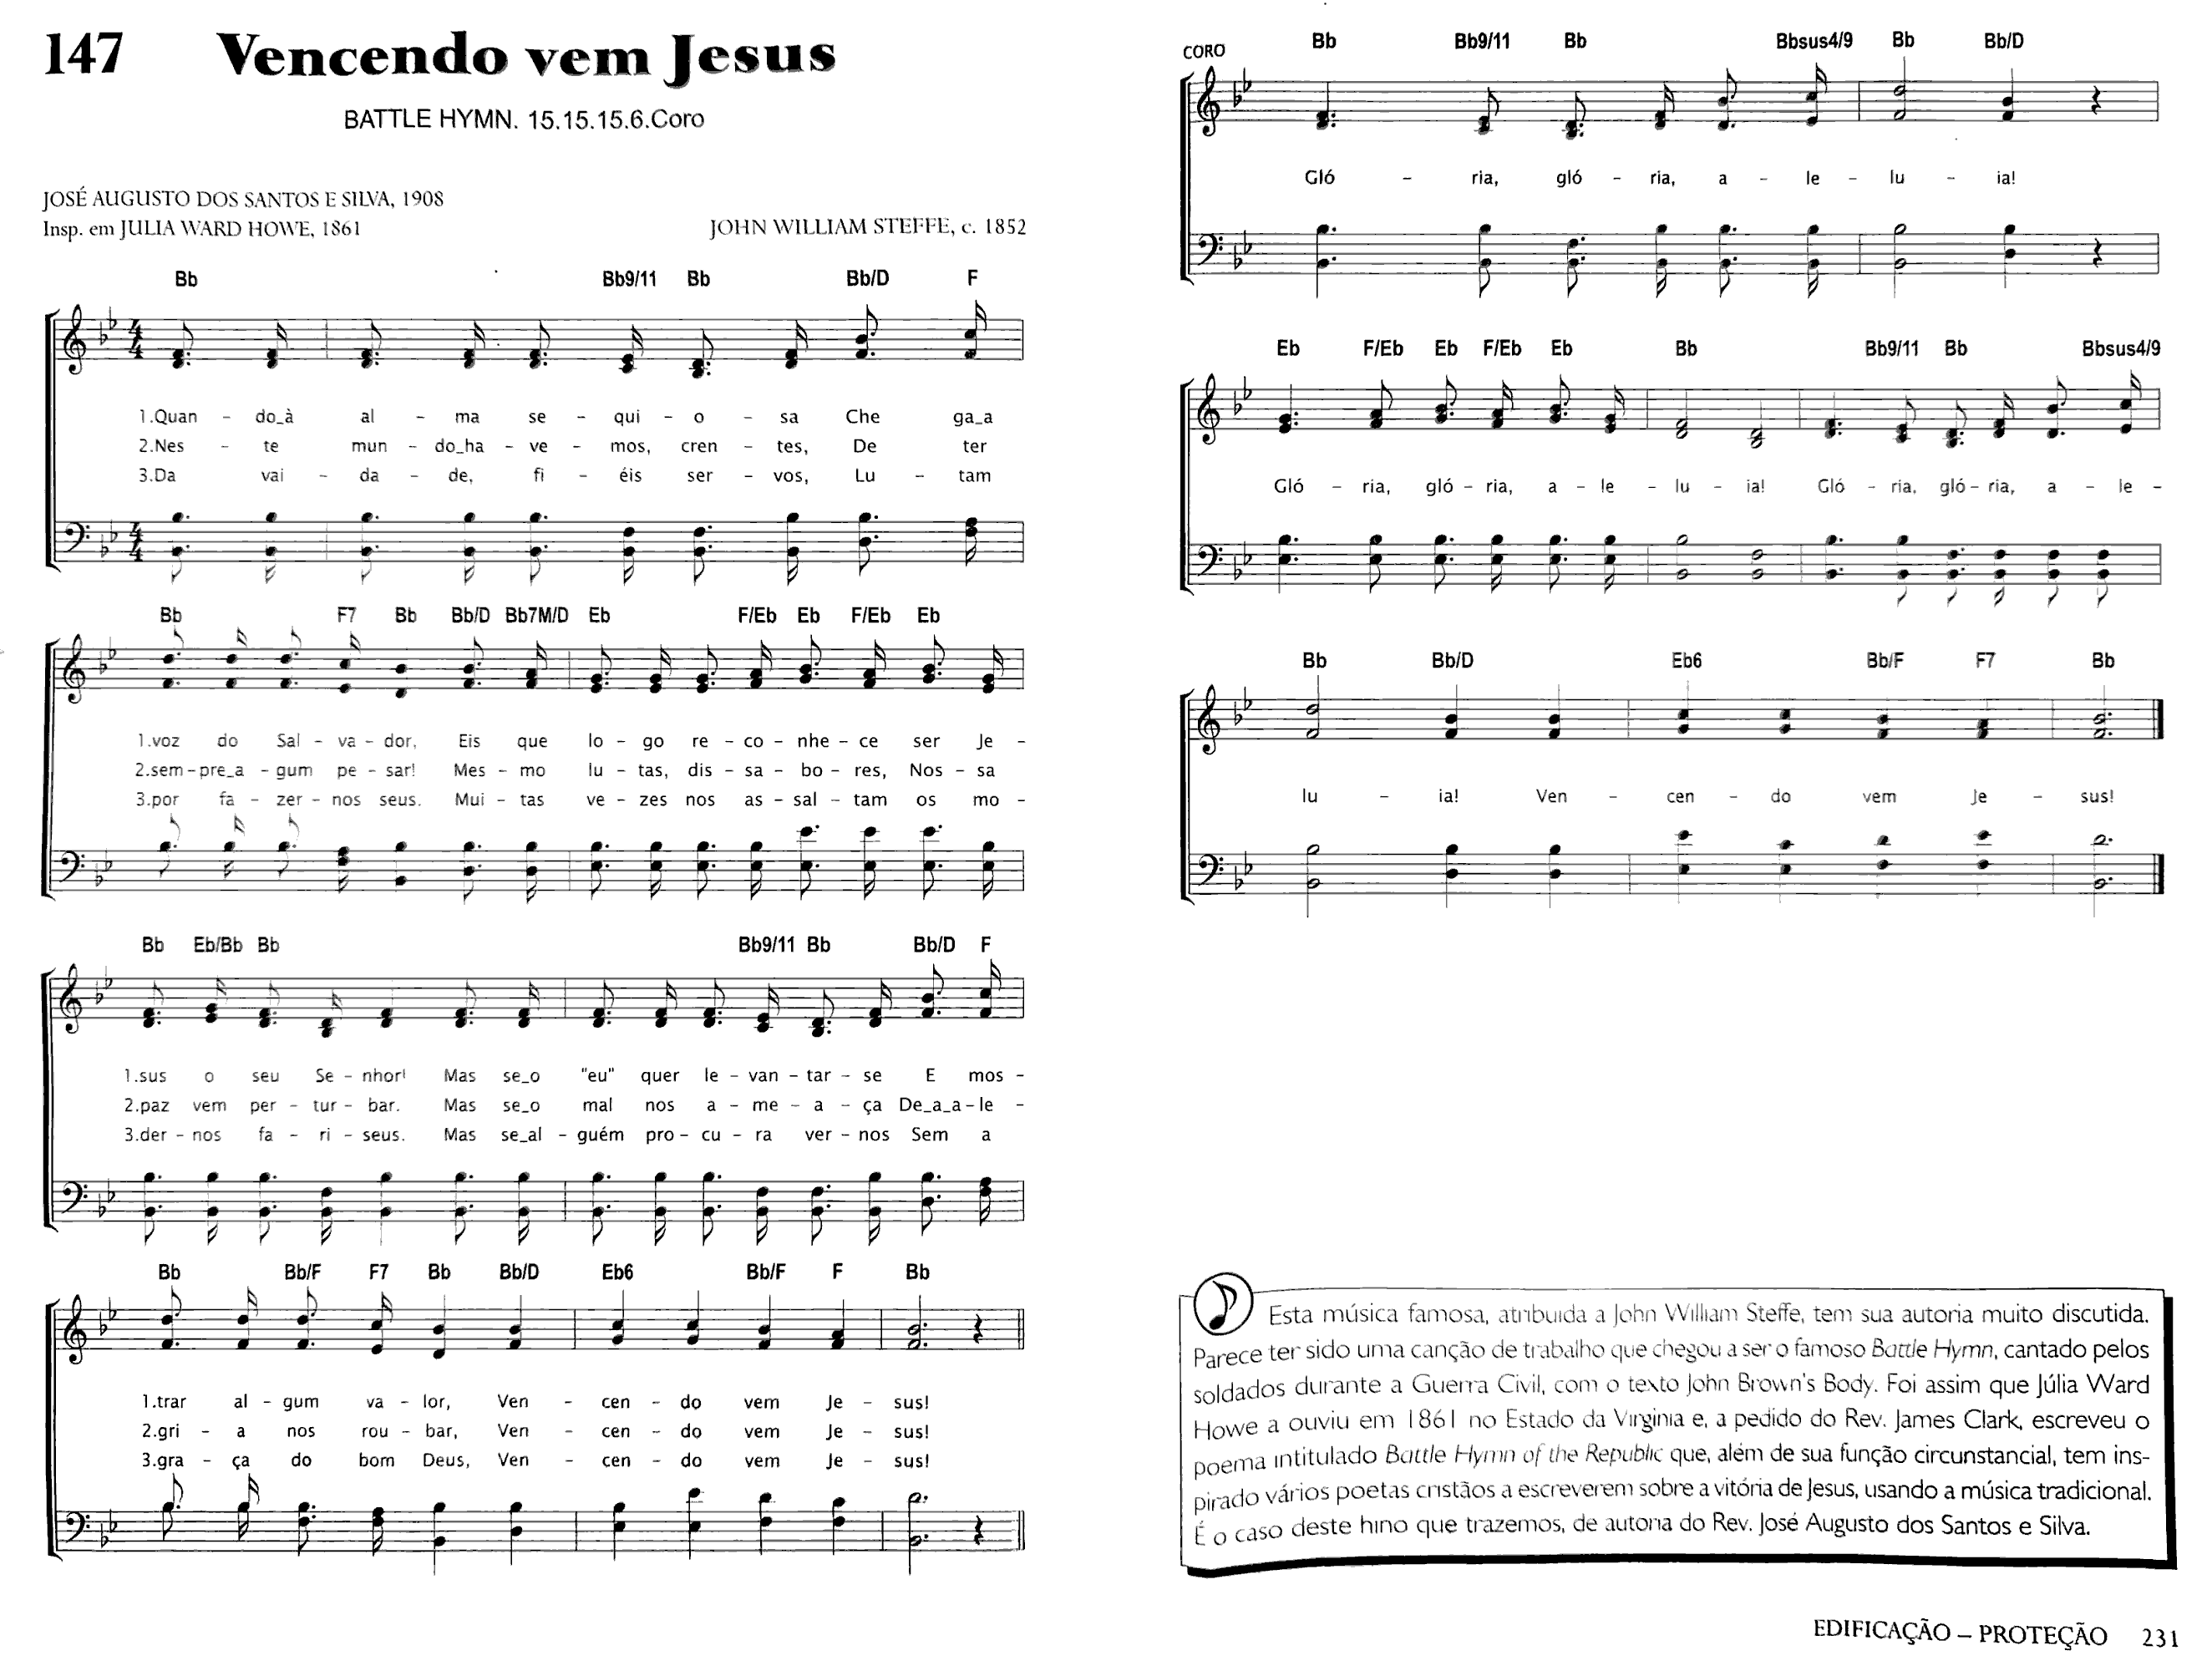 147 Vencendo vem Jesus
BATTLE HYMN. 15.15.15.6.Coro
JOSÉ AUGUSTO DOS SANTOS E SILVA, 1908
Insp. em JULIA WARD HOWE, 1861
JOHN WILLIAM STEFFE, c. 1852
Bb Bb9/11 Bb Bb/D F
1.Quan - do_à al - ma se - qui - o - sa Che ga_a
2.Nes - te mun - do_ha - ve - mos, cren - tes, De ter
3.Da vai - da - de, fi - éis ser - vos, Lu - tam
Bb F7 Bb Bb/D Bb7M/D Eb F/Eb Eb F/Eb Eb
1.voz do Sal - va - dor, Eis que lo - go re - co - nhe - ce ser Je -
2.sem - pre_a - gum pe - sar! Mes - mo lu - tas, dis - sa - bo - res, Nos - sa
3.por fa - zer - nos seus. Mui - tas ve - zes nos as - sal - tam os mo -
Bb Eb/Bb Bb Bb9/11 Bb Bb/D F
1.sus o seu Se - nhor! Mas se_o "eu" quer le - van - tar - se E mos -
2.paz vem per - tur - bar. Mas se_o mal nos a - me - a - ça De_a_a - le -
3.der - nos fa - ri - seus. Mas se_al - guém pro - cu - ra ver - nos Sem a
Bb Bb/F F7 Bb Bb/D Eb6 Bb/F F Bb
1.trar al - gum va - lor, Ven - cen - do vem Je - sus!
2.gri - a nos rou - bar, Ven - cen - do vem Je - sus!
3.gra - ça do bom Deus, Ven - cen - do vem Je - sus!
CORO Bb Bb9/11 Bb Bbsus4/9 Bb Bb/D
Gló - ria, gló - ria, a - le - lu - ia!
Eb F/Eb Eb F/Eb Eb Bb Bb9/11 Bb Bbsus4/9
Gló - ria, gló - ria, a - le - lu - ia! Gló - ria, gló - ria, a - le -
Bb Bb/D Eb6 Bb/F F7 Bb
lu - ia! Ven - cen - do vem Je - sus!
Esta música famosa, atribuida a John William Steffe, tem sua autoria muito discutida.
Parece ter sido uma canção de trabalho que chegou a ser o famoso Battle Hymn, cantado pelos
soldados durante a Guerra Civil, com o texto John Brown's Body. Foi assim que Júlia Ward
Howe a ouviu em 1861 no Estado da Virginia e, a pedido do Rev. James Clark, escreveu o
poema intitulado Battle Hymn of the Republic que, além de sua função circunstancial, tem ins-
pirado vários poetas cristãos a escreverem sobre a vitória de Jesus, usando a música tradicional.
É o caso deste hino que trazemos, de autoria do Rev. José Augusto dos Santos e Silva.
EDIFICAÇÃO – PROTEÇÃO 231